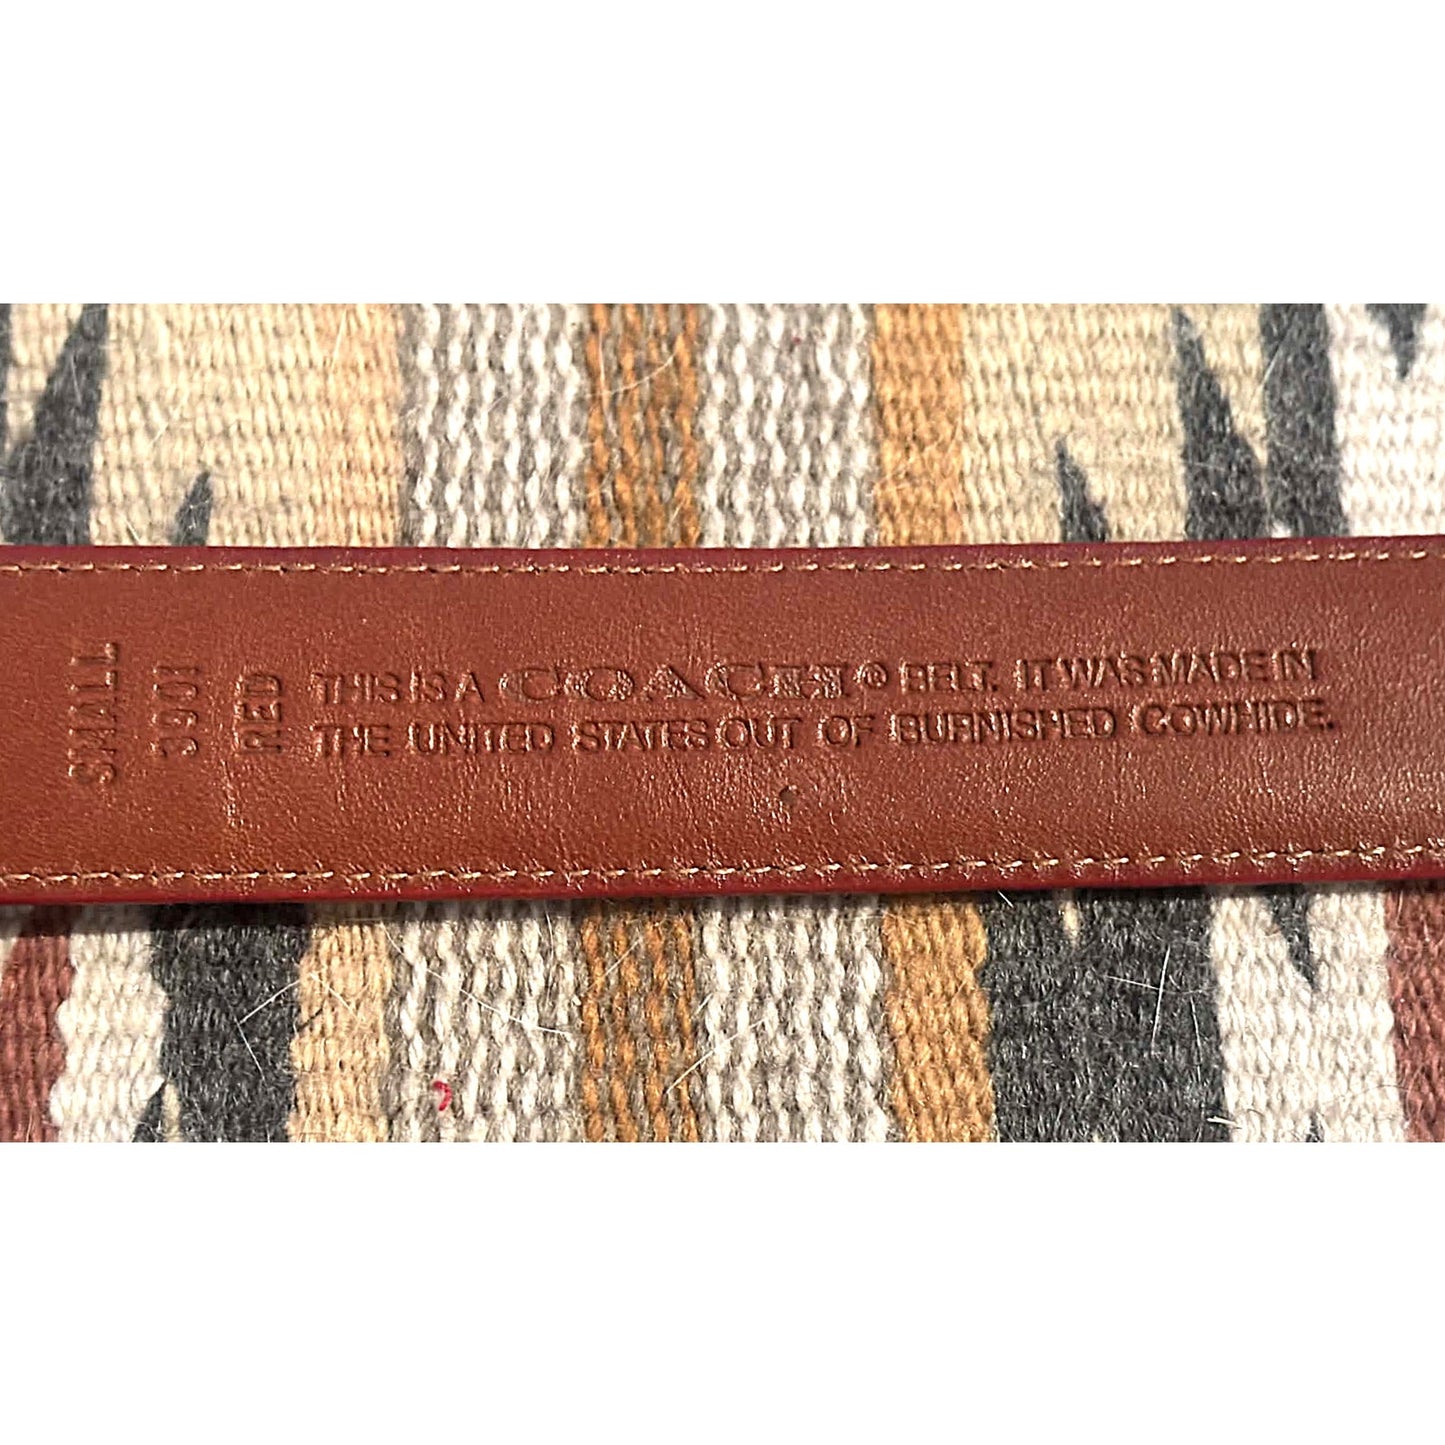 SMALL
3901
RED
THIS IS A COACH® BELT. IT WAS MADE IN
THE UNITED STATES OUT OF BURNISHED COWHIDE.